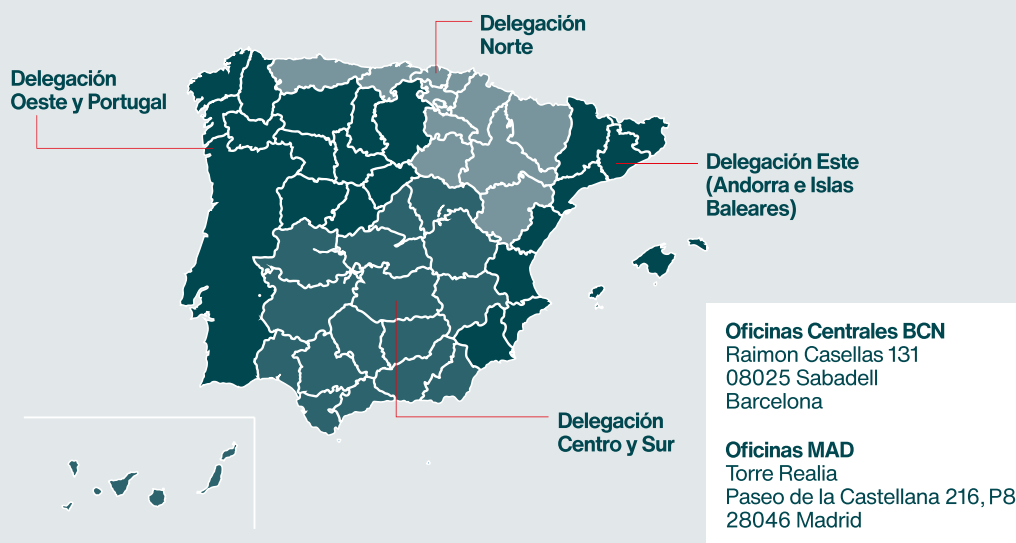 Delegación
Norte
Delegación
Oeste y Portugal
Delegación Este
(Andorra e Islas
Baleares)
Delegación
Centro y Sur
Oficinas Centrales BCN
Raimon Casellas 131
08025 Sabadell
Barcelona
Oficinas MAD
Torre Realia
Paseo de la Castellana 216, P8
28046 Madrid